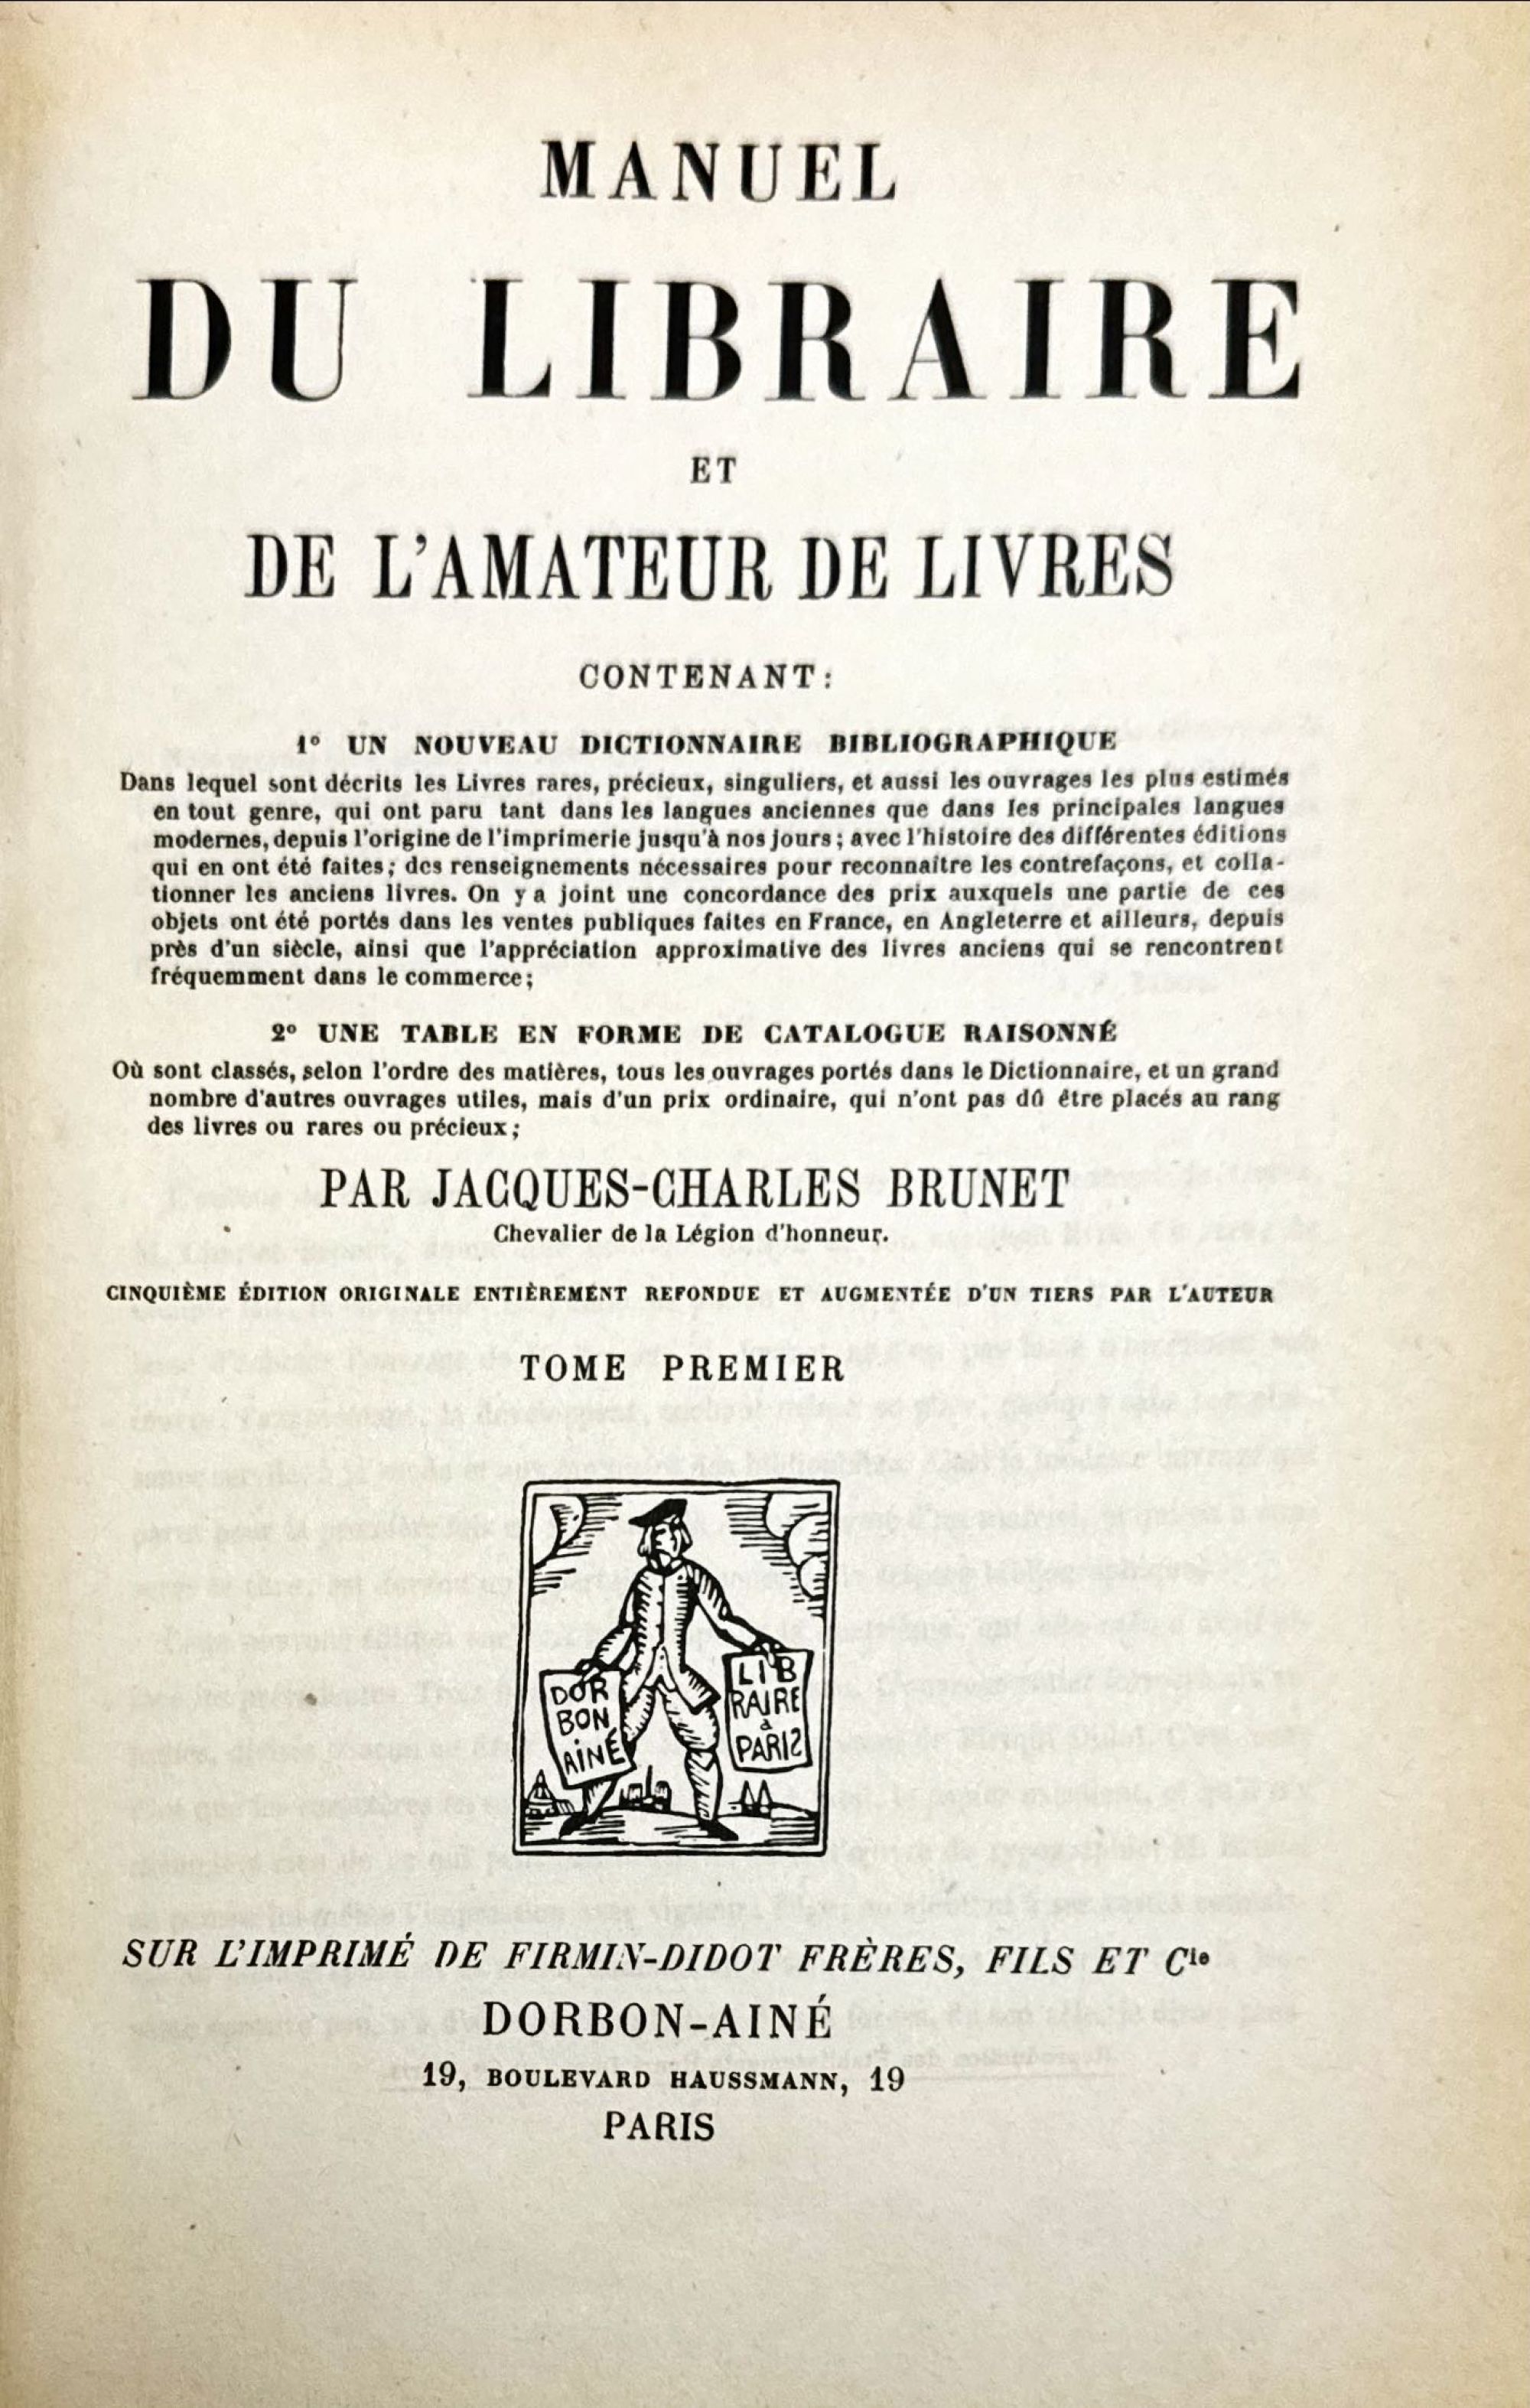 MANUEL
DU LIBRAIRE
ET
DE L'AMATEUR DE LIVRES
CONTENANT:
1° UN NOUVEAU DICTIONNAIRE BIBLIOGRAPHIQUE
Dans lequel sont décrits les Livres rares, précieux, singuliers, et aussi les ouvrages les plus estimés
en tout genre, qui ont paru tant dans les langues anciennes que dans les principales langues
modernes, depuis l'origine de l'imprimerie jusqu'à nos jours; avec l'histoire des différentes éditions
qui en ont été faites; des renseignements nécessaires pour reconnaître les contrefaçons, et colla-
tionner les anciens livres. On y a joint une concordance des prix auxquels une partie de ces
objets ont été portés dans les ventes publiques faites en France, en Angleterre et ailleurs, depuis
près d'un siècle, ainsi que l'appréciation approximative des livres anciens qui se rencontrent
fréquemment dans le commerce;
2° UNE TABLE EN FORME DE CATALOGUE RAISONNÉ
Où sont classés, selon l'ordre des matières, tous les ouvrages portés dans le Dictionnaire, et un grand
nombre d'autres ouvrages utiles, mais d'un prix ordinaire, qui n'ont pas dû être placés au rang
des livres ou rares ou précieux;
PAR JACQUES-CHARLES BRUNET
Chevalier de la Légion d'honneur.
CINQUIÈME ÉDITION ORIGINALE ENTIÈREMENT REFONDUE ET AUGMENTÉE D'UN TIERS PAR L'AUTEUR
TOME PREMIER
DOR
BON
AINÉ
LIB
RAIRE
à
PARIS
SUR L'IMPRIMÉ DE FIRMIN-DIDOT FRÈRES, FILS ET Cie
DORBON-AINÉ
19, BOULEVARD HAUSSMANN, 19
PARIS